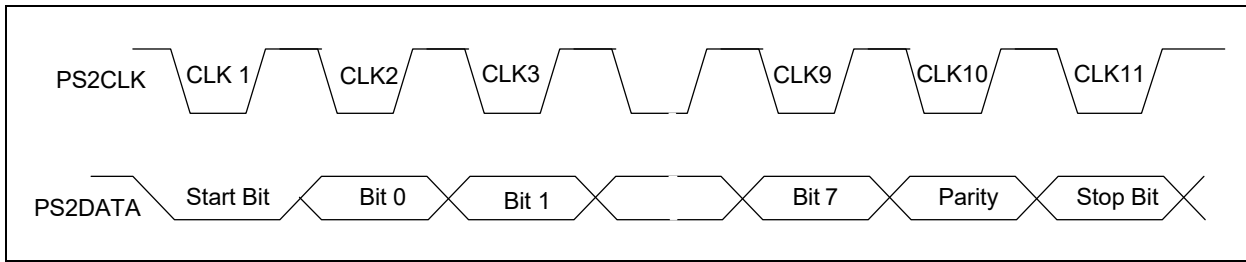 PS2CLK CLK 1 CLK2 CLK3 CLK9 CLK10 CLK11
PS2DATA Start Bit Bit 0 Bit 1 Bit 7 Parity Stop Bit